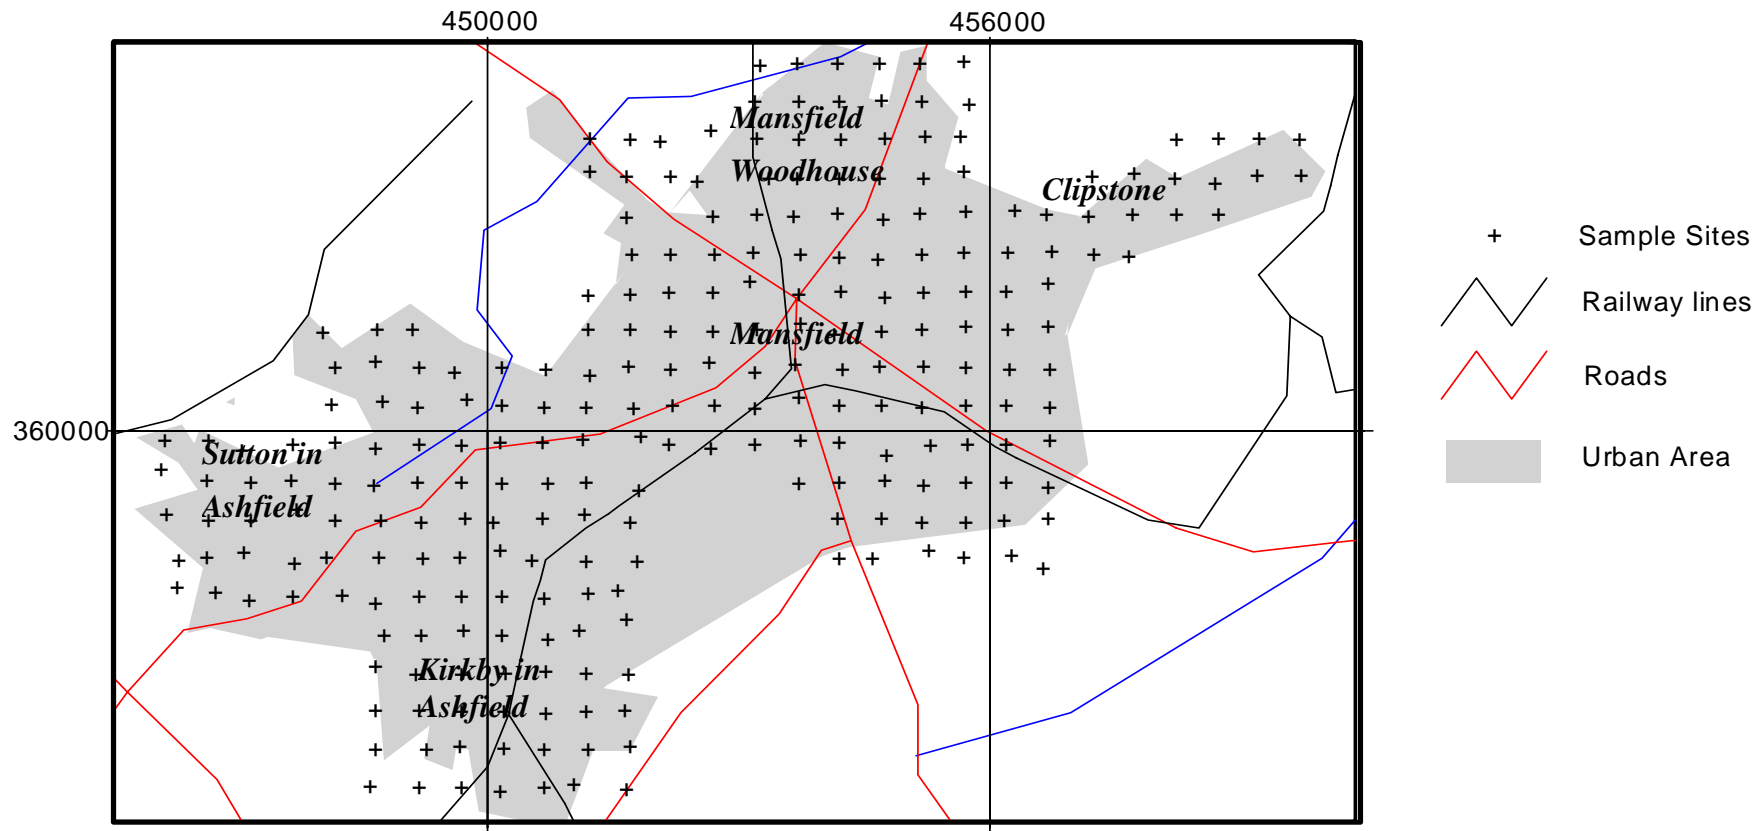 450000
456000
Mansfield
Woodhouse
Clipstone
Sample Sites
Railway lines
Mansfield
Roads
360000
Sutton in
Ashfield
Urban Area
Kirkby in
Ashfield